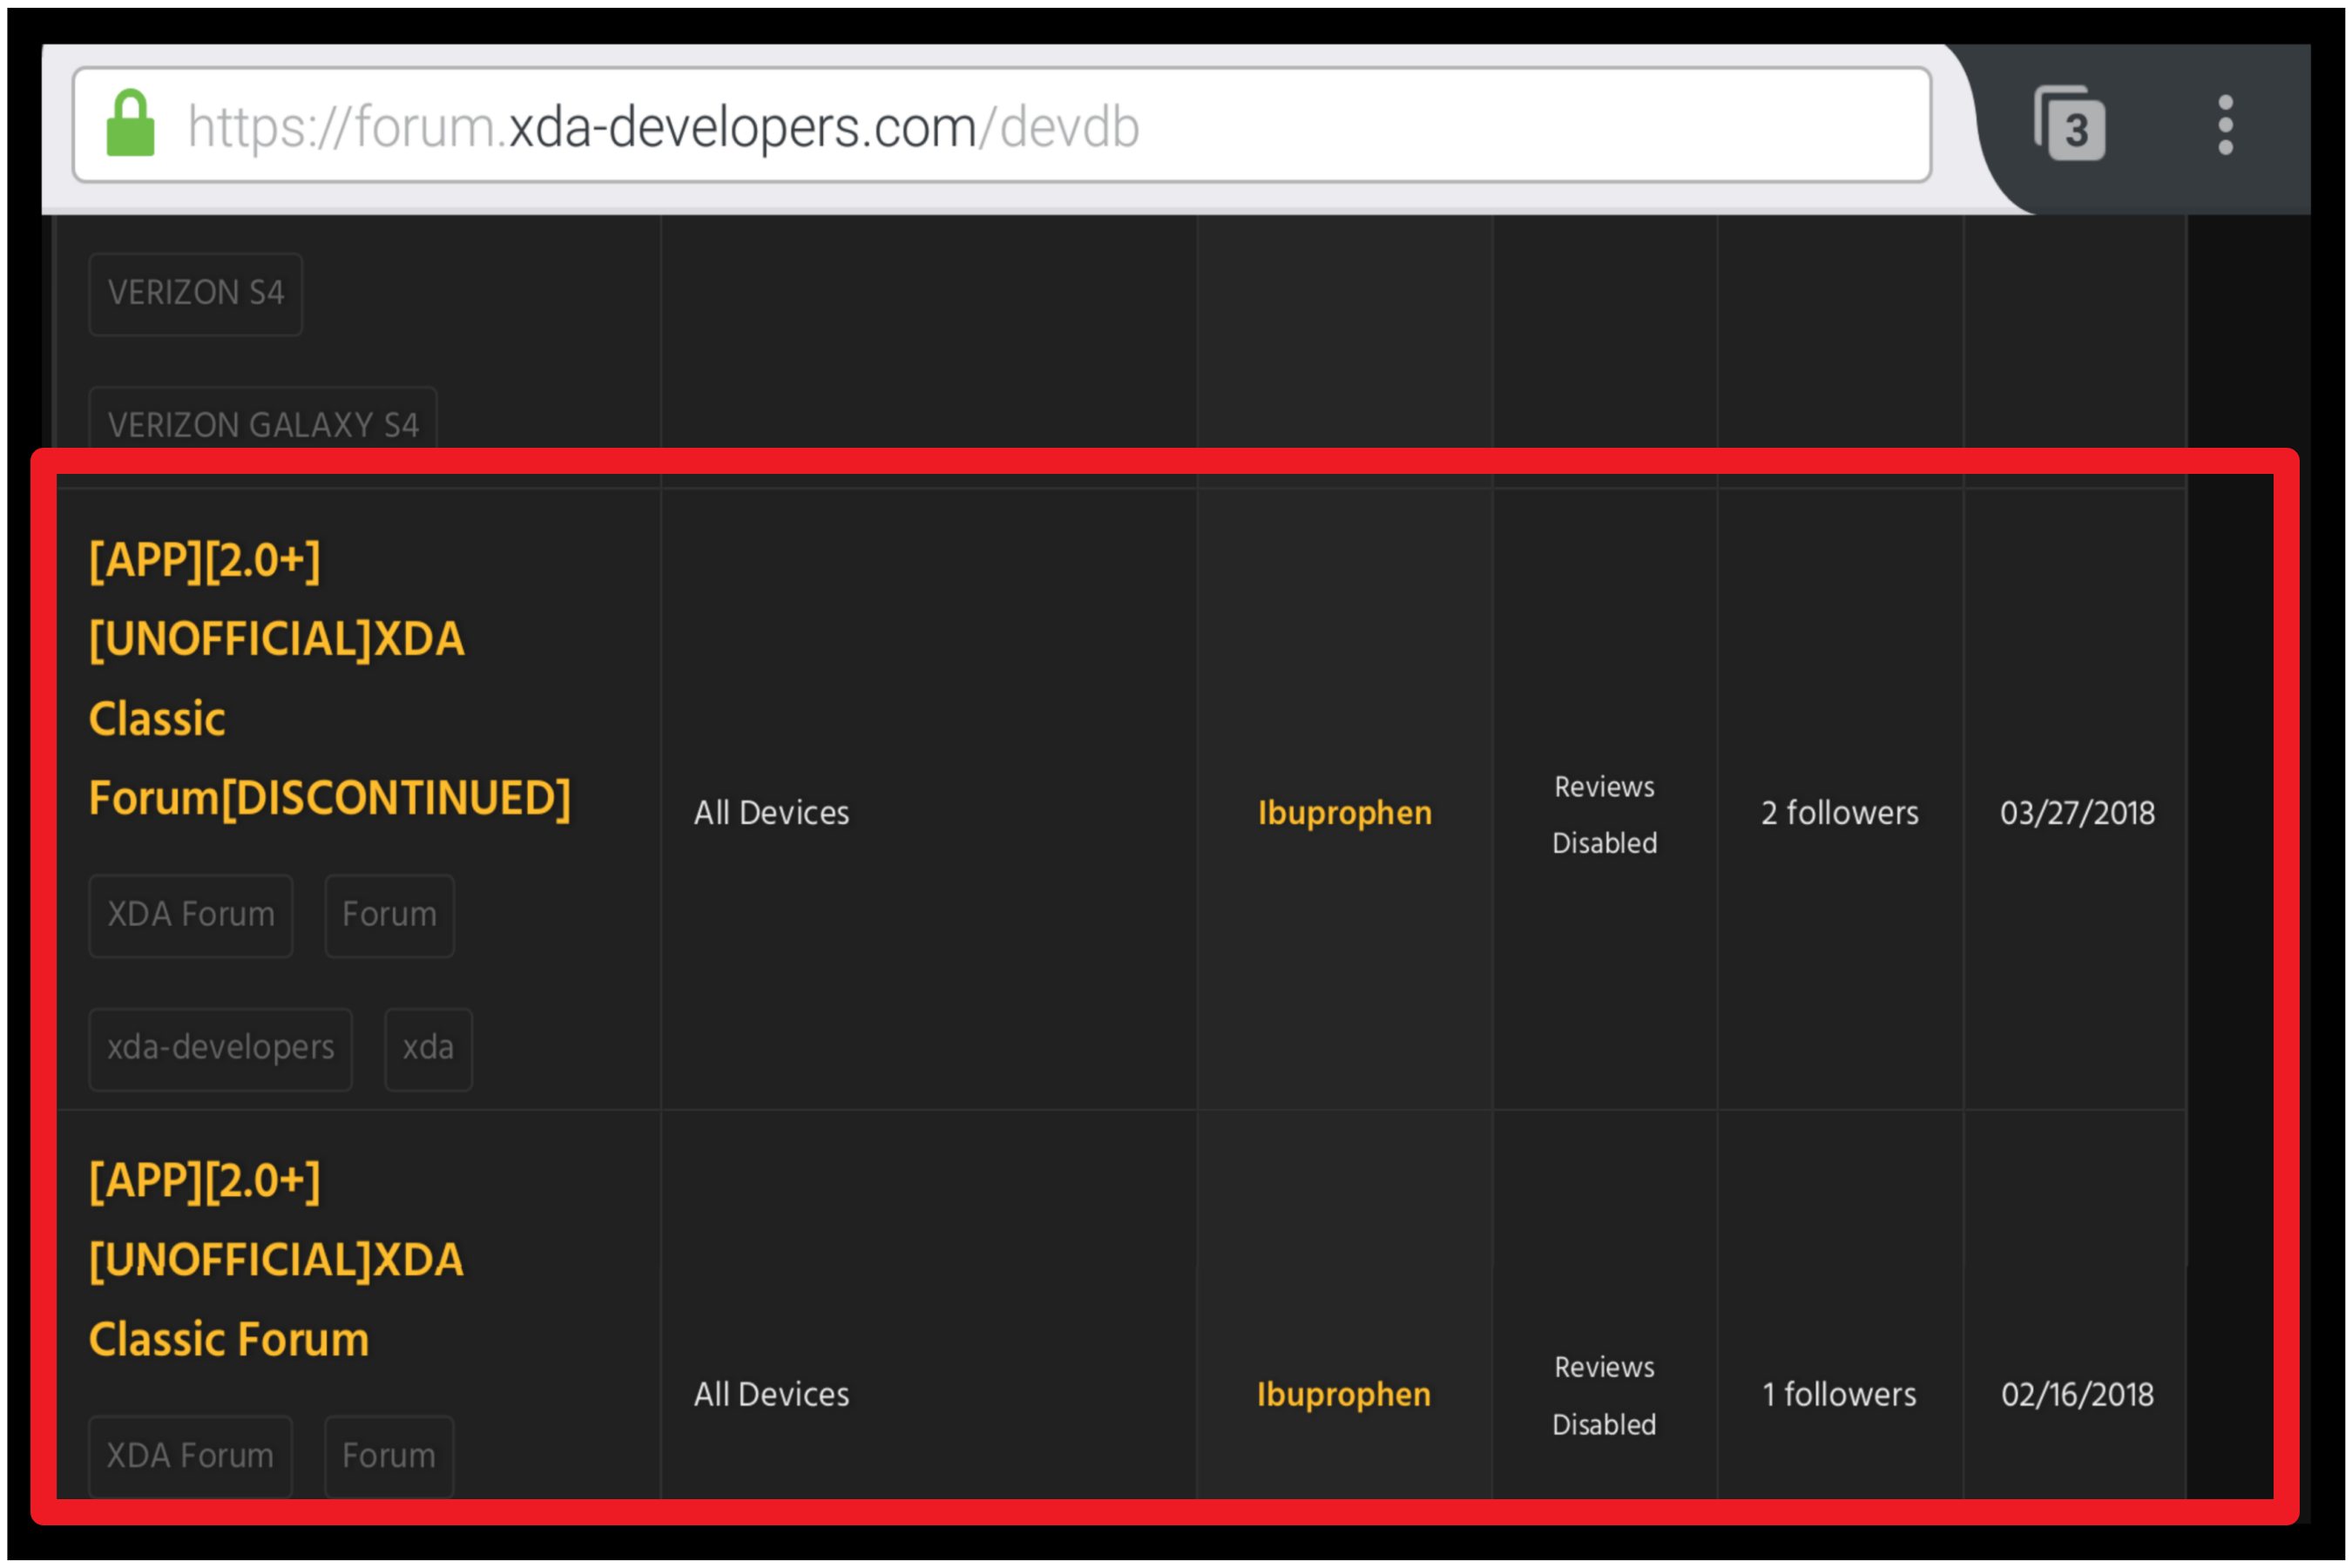 https://forum.xda-developers.com/devdb
3
VERIZON S4
VERIZON GALAXY S4
[APP][2.0+]
[UNOFFICIAL]XDA
Classic
Forum[DISCONTINUED]
XDA Forum Forum
xda-developers xda
All Devices
Ibuprophen
Reviews
Disabled
2 followers
03/27/2018
[APP][2.0+]
[UNOFFICIAL]XDA
Classic Forum
XDA Forum Forum
All Devices
Ibuprophen
Reviews
Disabled
1 followers
02/16/2018